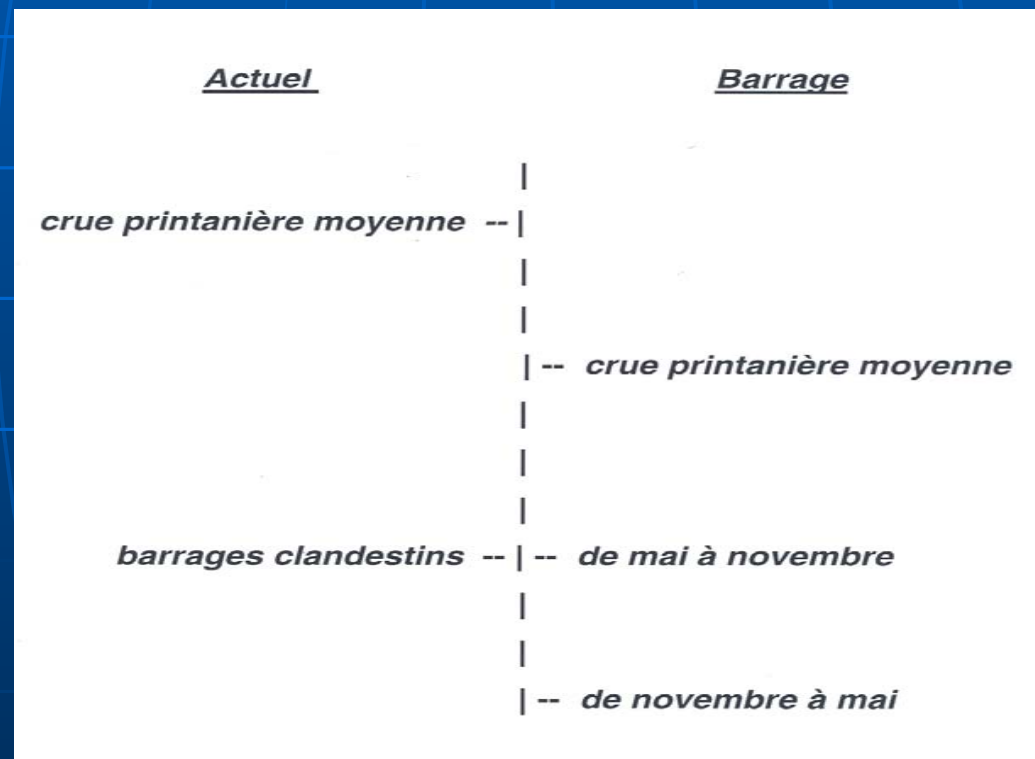 Actuel Barrage
|
crue printanière moyenne -- |
|
|
| -- crue printanière moyenne
|
|
|
barrages clandestins -- | -- de mai à novembre
|
|
| -- de novembre à mai